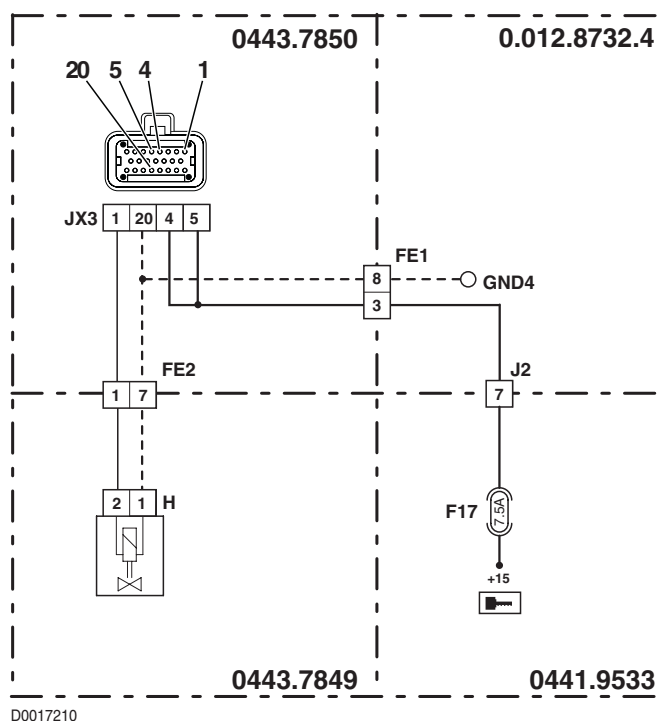 0443.7850 0.012.8732.4
20 5 4 1
JX3 1 20 4 5
FE1
8 GND4
3
FE2 J2
1 7 7
2 1 H
F17 7.5A
+15
0443.7849 0441.9533
D0017210